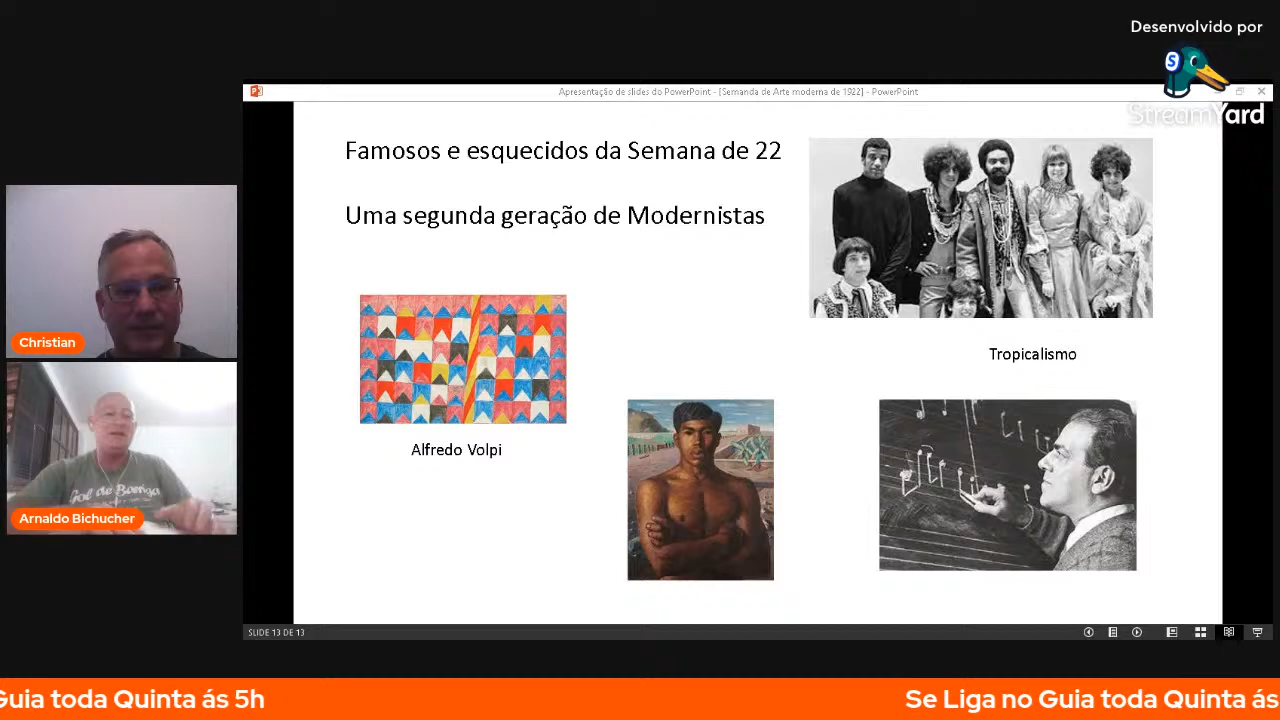 Desenvolvido por
StreamYard
Apresentação de slides do PowerPoint - [Semanda de Arte moderna de 1922] - PowerPoint
Famosos e esquecidos da Semana de 22
Uma segunda geração de Modernistas
Tropicalismo
Alfredo Volpi
Christian
Arnaldo Bichucher
SLIDE 13 DE 13
Guia toda Quinta ás 5h
Se Liga no Guia toda Quinta ás